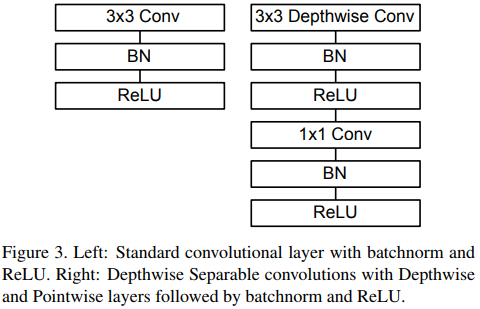 3x3 Conv
BN
ReLU
3x3 Depthwise Conv
BN
ReLU
1x1 Conv
BN
ReLU
Figure 3. Left: Standard convolutional layer with batchnorm and
ReLU. Right: Depthwise Separable convolutions with Depthwise
and Pointwise layers followed by batchnorm and ReLU.